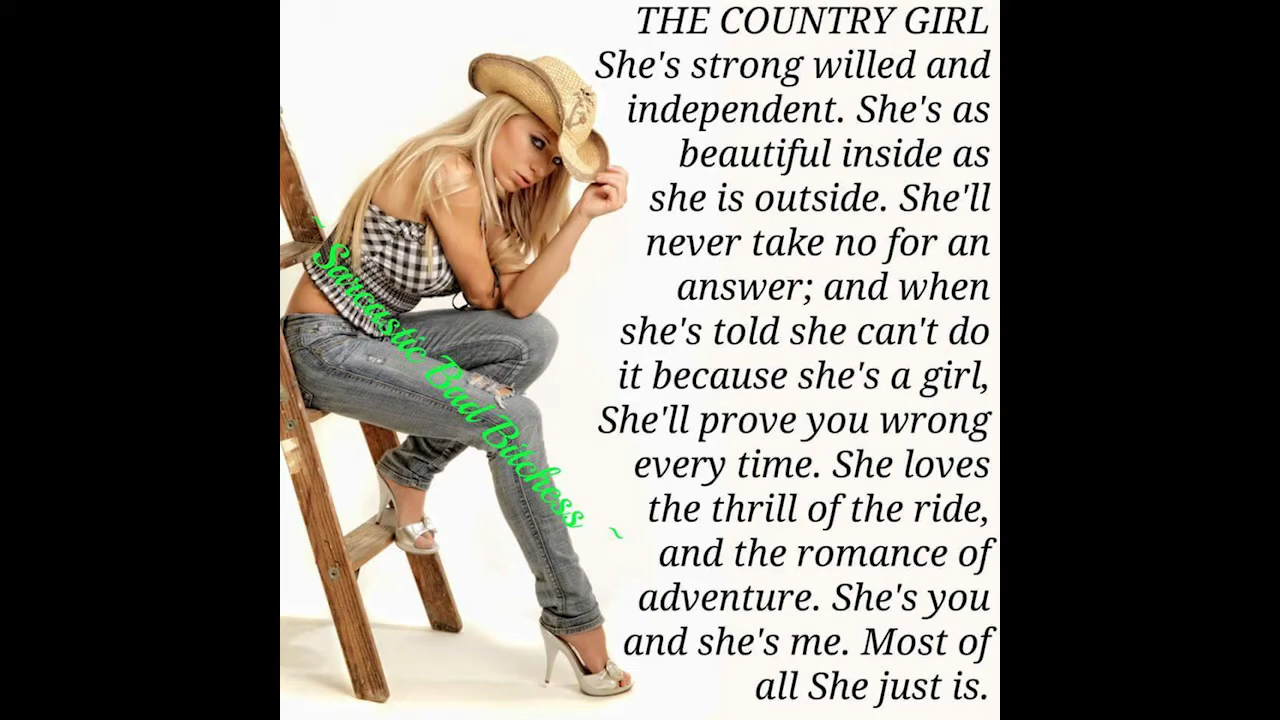 THE COUNTRY GIRL
She's strong willed and
independent. She's as
beautiful inside as
she is outside. She'll
never take no for an
answer; and when
she's told she can't do
it because she's a girl,
She'll prove you wrong
every time. She loves
the thrill of the ride,
and the romance of
adventure. She's you
and she's me. Most of
all She just is.
~ Sarcastic Bad Bitchess ~